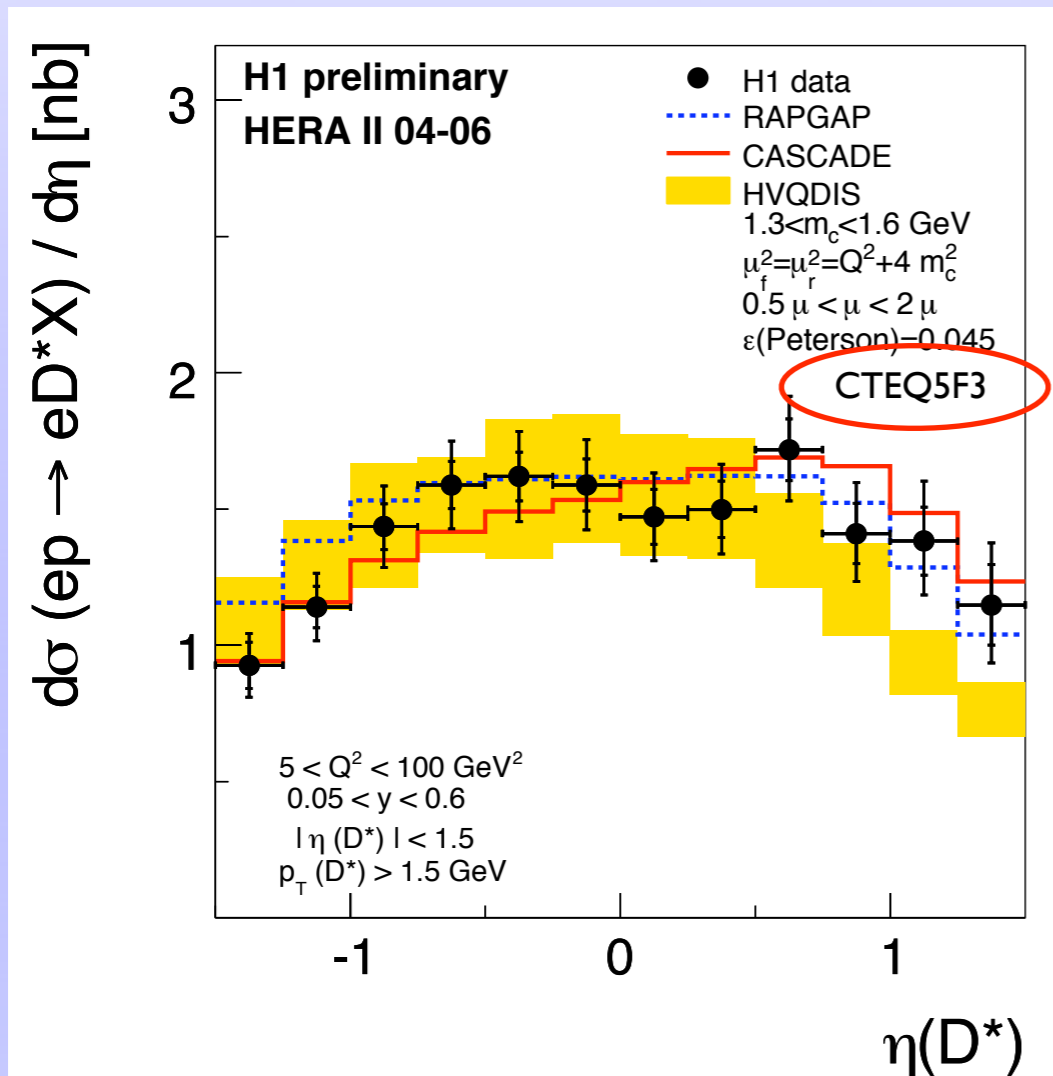 dσ (ep → eD*X) / dη [nb]
H1 preliminary
HERA II 04-06
H1 data
RAPGAP
CASCADE
HVQDIS
1.3<m_c<1.6 GeV
μ_f²=μ_r²=Q²+4 m_c²
0.5 μ < μ < 2 μ
ε(Peterson)=0.045
CTEQ5F3
3
2
1
5 < Q² < 100 GeV²
0.05 < y < 0.6
| η (D*) | < 1.5
p_T (D*) > 1.5 GeV
-1 0 1
η(D*)